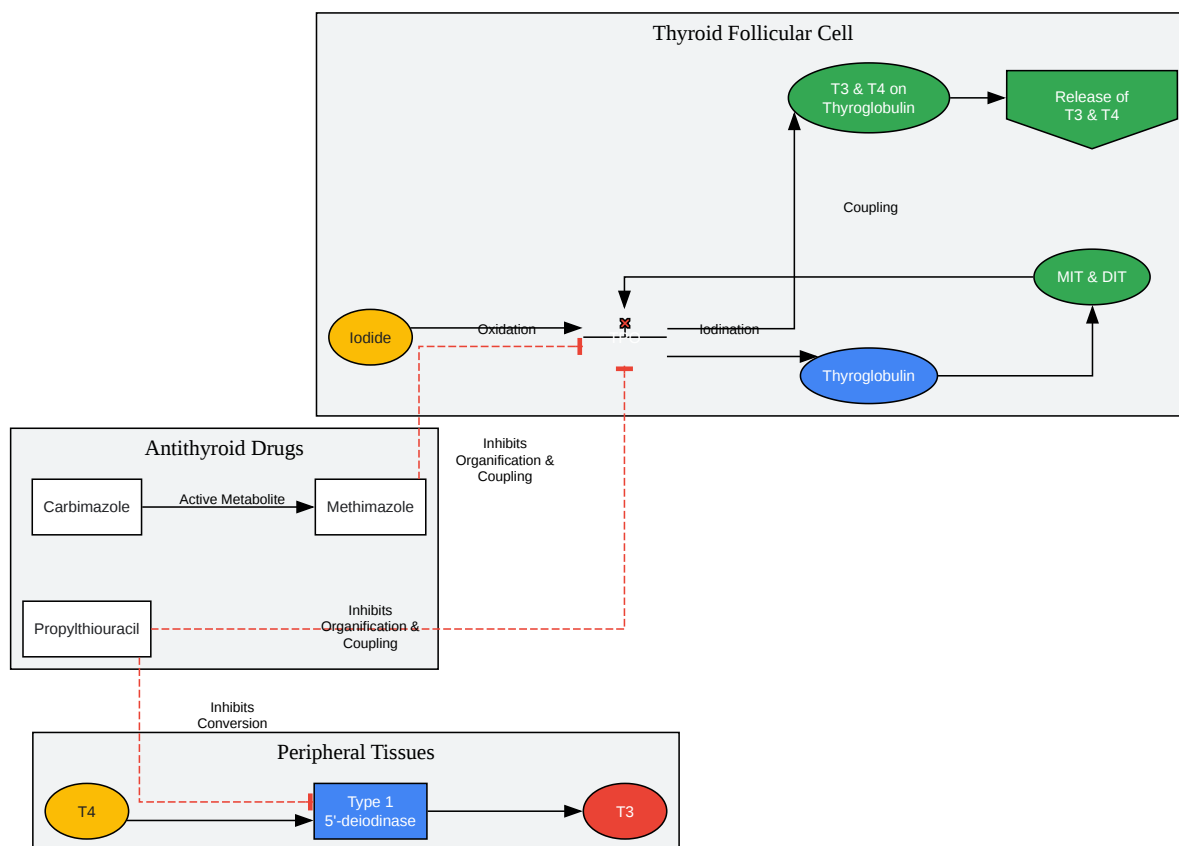 Thyroid Follicular Cell
T3 & T4 on
Thyroglobulin
Release of
T3 & T4
Coupling
MIT & DIT
Iodide
Oxidation
Iodination
Thyroglobulin
Antithyroid Drugs
Inhibits
Organification &
Coupling
Carbimazole
Active Metabolite
Methimazole
Propylthiouracil
Inhibits
Organification &
Coupling
Inhibits
Conversion
Peripheral Tissues
T4
Type 1
5'-deiodinase
T3